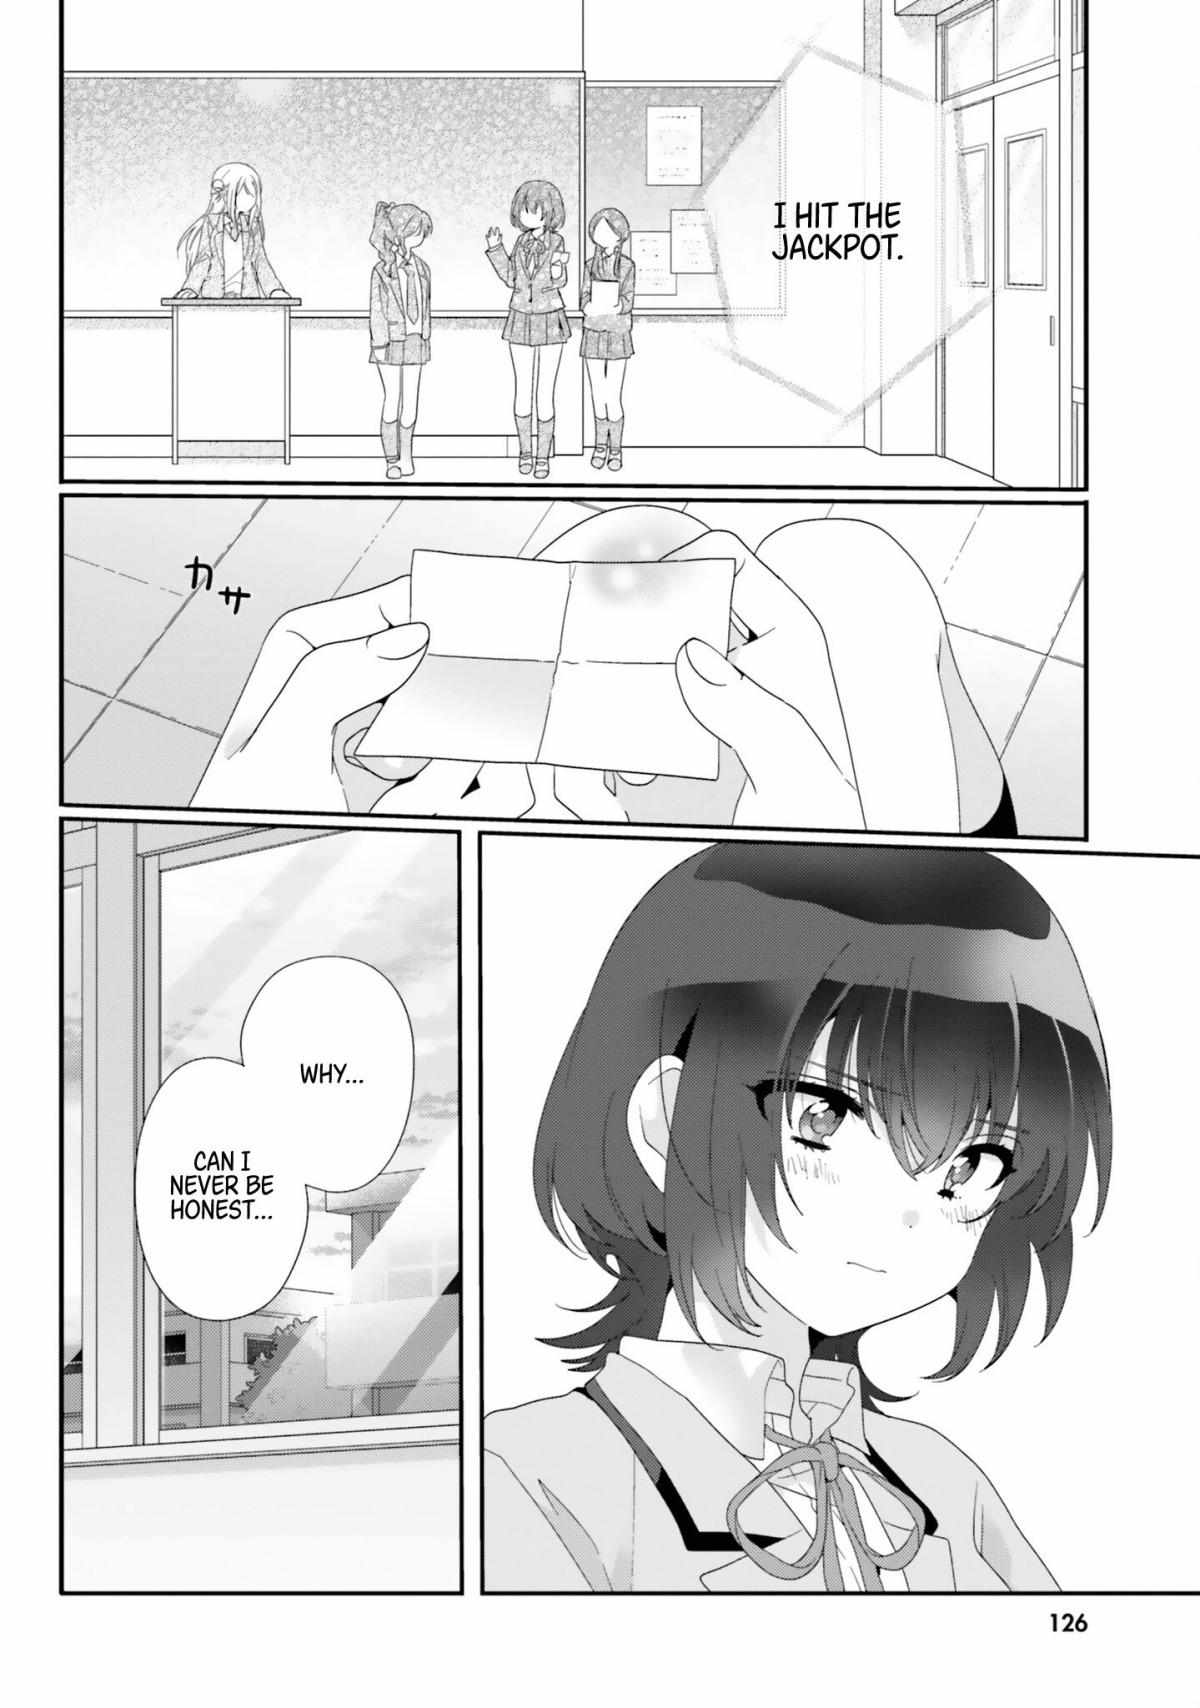 I HIT THE
JACKPOT.
カサ
WHY...
CAN I
NEVER BE
HONEST...
126